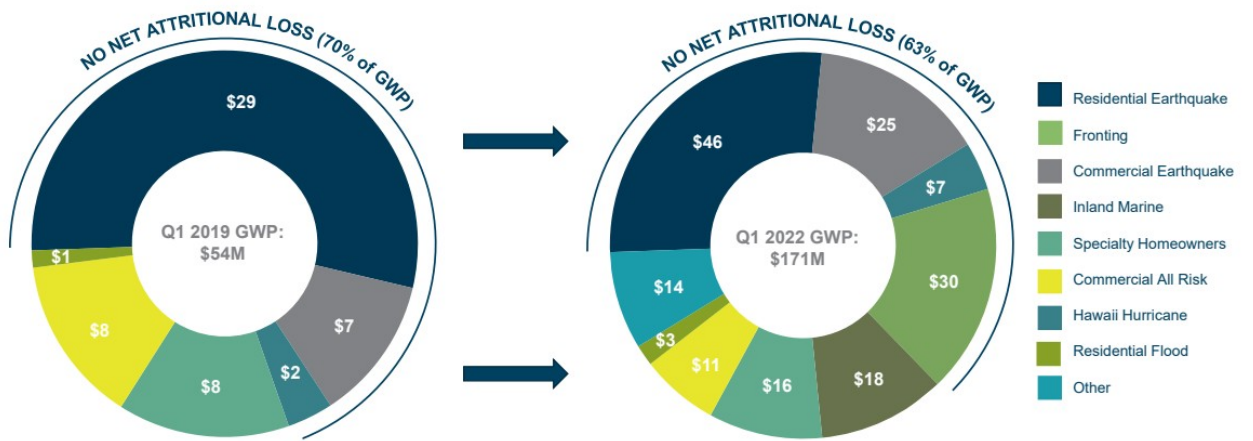 NO NET ATTRITIONAL LOSS (70% of GWP)
$29
$7
$2
$8
$8
$1
Q1 2019 GWP:
$54M
NO NET ATTRITIONAL LOSS (63% of GWP)
$46
$25
$7
$30
$18
$16
$11
$3
$14
Q1 2022 GWP:
$171M
Residential Earthquake
Fronting
Commercial Earthquake
Inland Marine
Specialty Homeowners
Commercial All Risk
Hawaii Hurricane
Residential Flood
Other